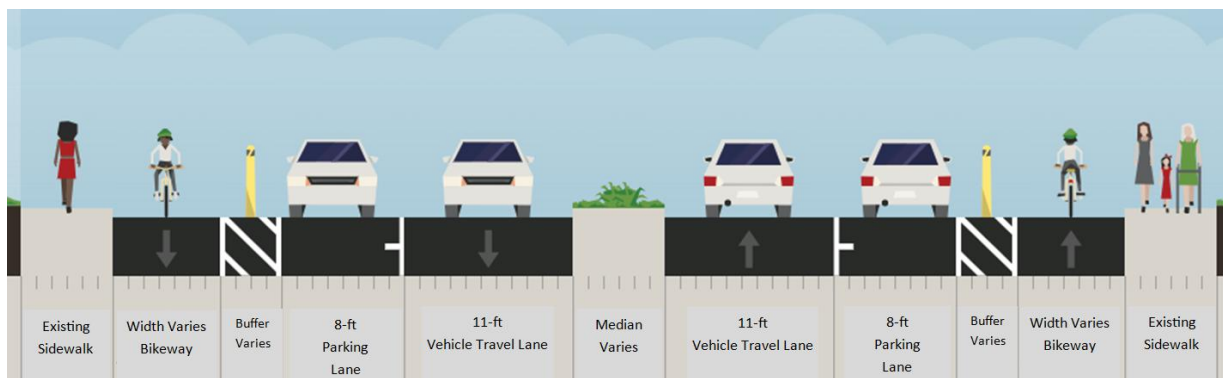 Existing
Sidewalk
Width Varies
Bikeway
Buffer
Varies
8-ft
Parking
Lane
11-ft
Vehicle Travel Lane
Median
Varies
11-ft
Vehicle Travel Lane
8-ft
Parking
Lane
Buffer
Varies
Width Varies
Bikeway
Existing
Sidewalk